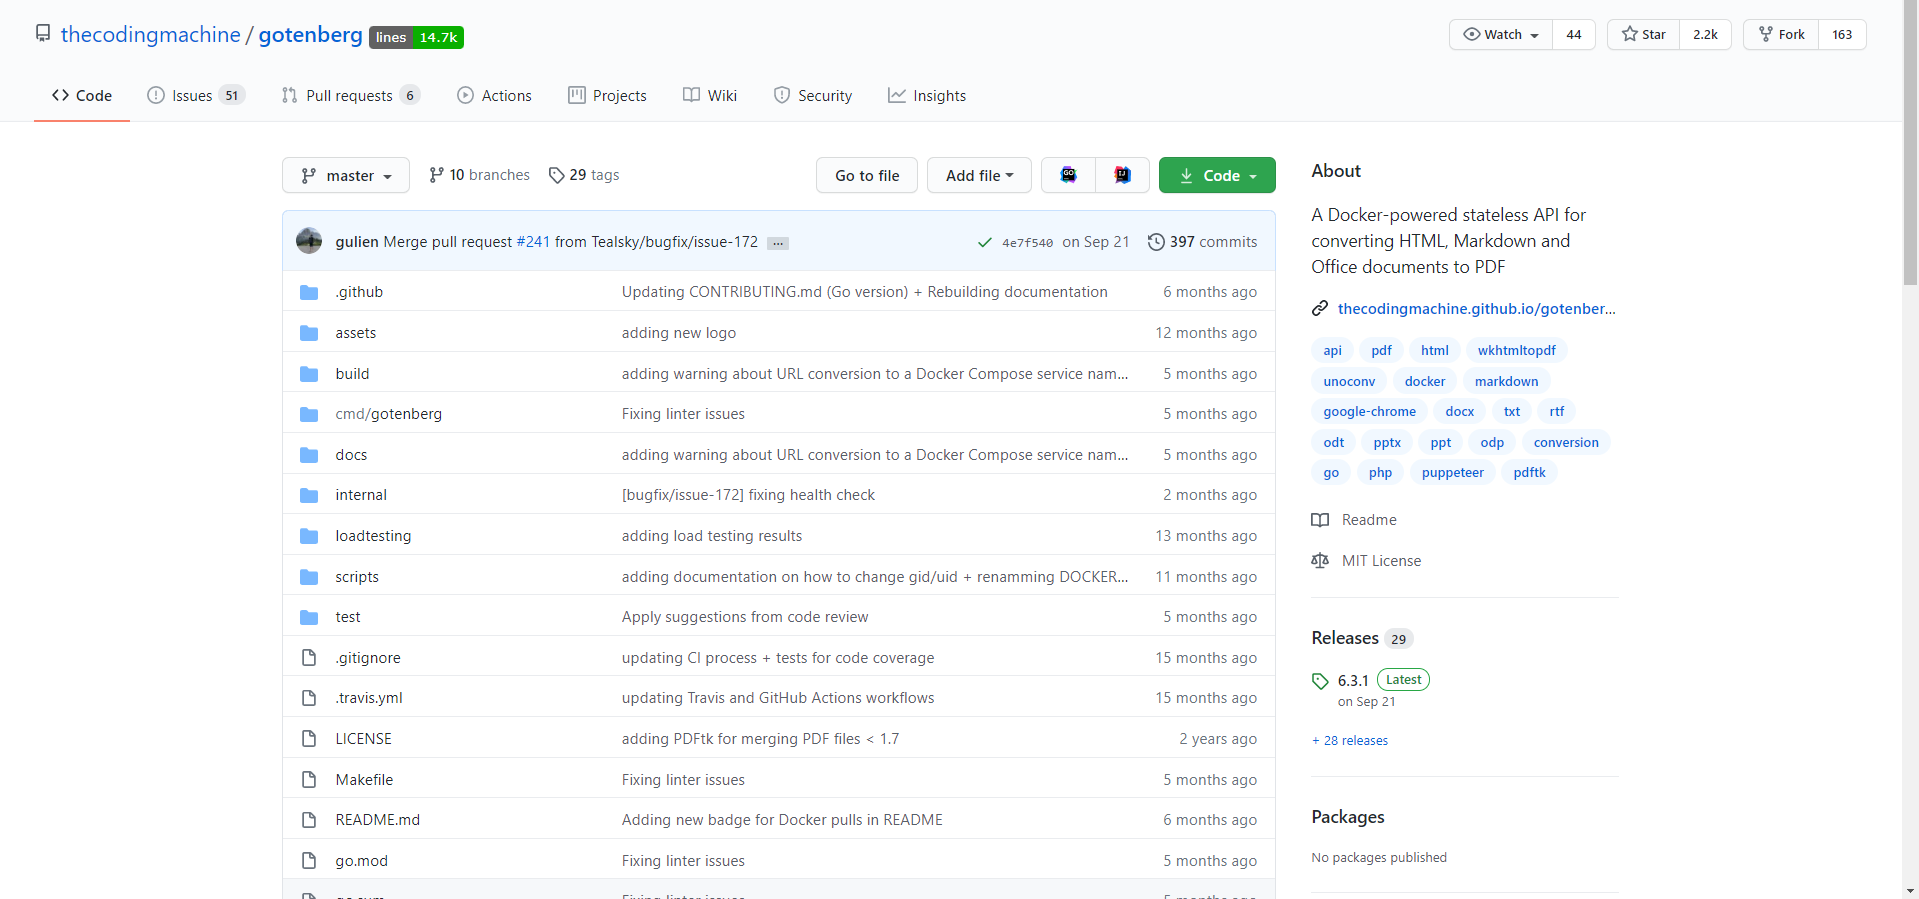 thecodingmachine / gotenberg lines 14.7k
Watch 44 Star 2.2k Fork 163
Code Issues 51 Pull requests 6 Actions Projects Wiki Security Insights
master 10 branches 29 tags Go to file Add file Code
gulien Merge pull request #241 from Tealsky/bugfix/issue-172 ... 4e7f540 on Sep 21 397 commits
.github Updating CONTRIBUTING.md (Go version) + Rebuilding documentation 6 months ago
assets adding new logo 12 months ago
build adding warning about URL conversion to a Docker Compose service nam... 5 months ago
cmd/gotenberg Fixing linter issues 5 months ago
docs adding warning about URL conversion to a Docker Compose service nam... 5 months ago
internal [bugfix/issue-172] fixing health check 2 months ago
loadtesting adding load testing results 13 months ago
scripts adding documentation on how to change gid/uid + renamming DOCKER... 11 months ago
test Apply suggestions from code review 5 months ago
.gitignore updating CI process + tests for code coverage 15 months ago
.travis.yml updating Travis and GitHub Actions workflows 15 months ago
LICENSE adding PDFtk for merging PDF files < 1.7 2 years ago
Makefile Fixing linter issues 5 months ago
README.md Adding new badge for Docker pulls in README 6 months ago
go.mod Fixing linter issues 5 months ago
About
A Docker-powered stateless API for
converting HTML, Markdown and
Office documents to PDF
thecodingmachine.github.io/gotenber...
api pdf html wkhtmltopdf
unoconv docker markdown
google-chrome docx txt rtf
odt pptx ppt odp conversion
go php puppeteer pdftk
Readme
MIT License
Releases 29
6.3.1 Latest
on Sep 21
+ 28 releases
Packages
No packages published